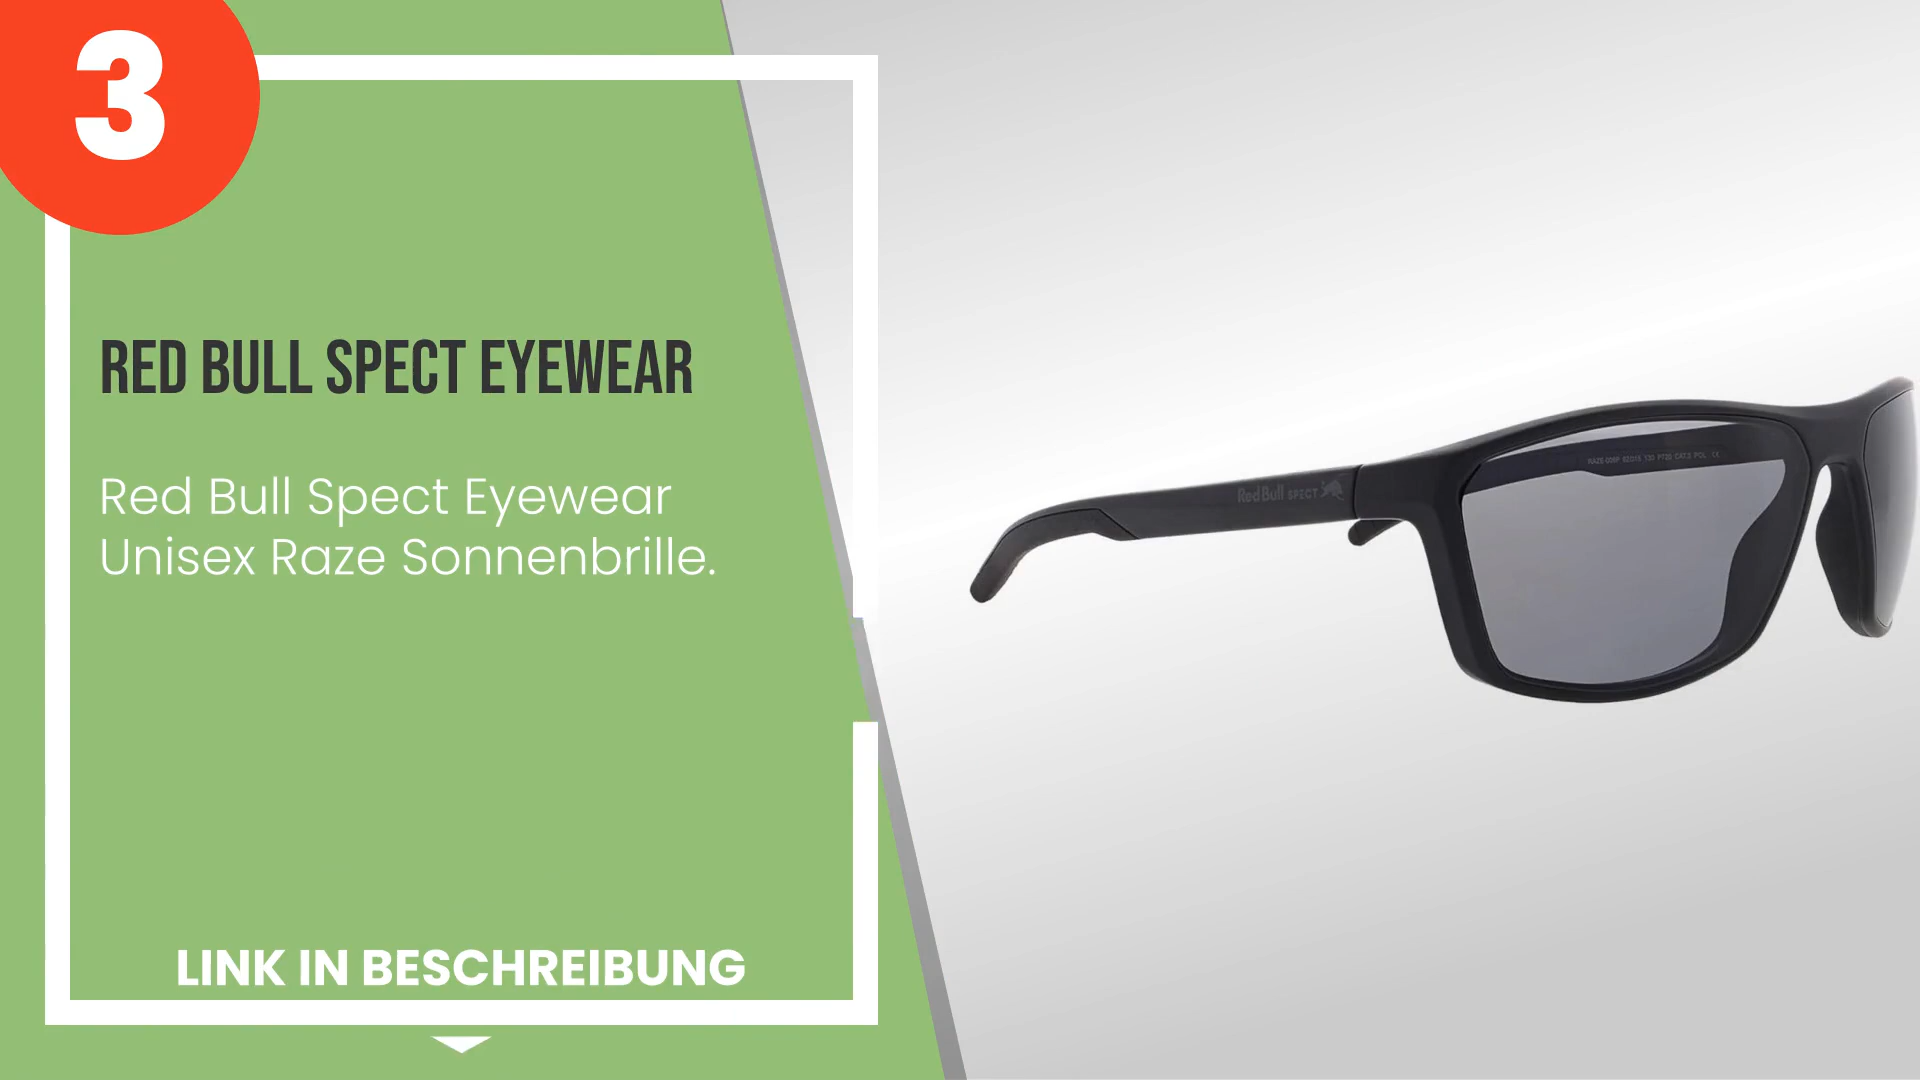 3
RED BULL SPECT EYEWEAR
Red Bull Spect Eyewear
Unisex Raze Sonnenbrille.
LINK IN BESCHREIBUNG
Red Bull SPECT